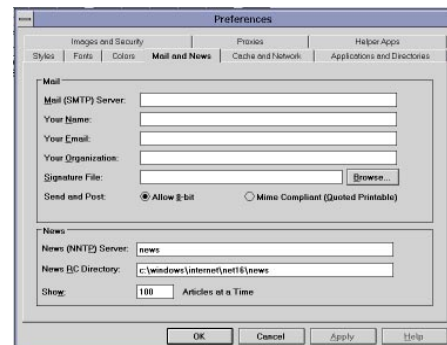 Preferences
Images and Security Proxies Helper Apps
Styles Fonts Colors Mail and News Cache and Network Applications and Directories
Mail
Mail (SMTP) Server:
Your Name:
Your Email:
Your Organization:
Signature File: Browse...
Send and Post: Allow 8-bit Mime Compliant (Quoted Printable)
News
News (NNTP) Server: news
News RC Directory: c:\windows\internet\net16\news
Show: 100 Articles at a Time
OK Cancel Apply Help